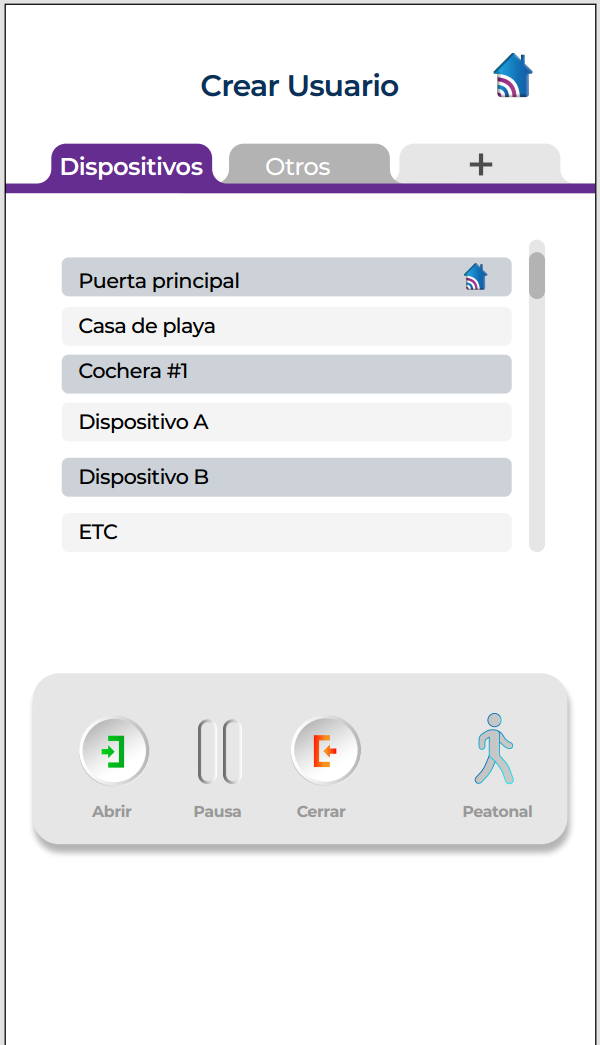 Crear Usuario
Dispositivos
Otros
+
Puerta principal
Casa de playa
Cochera #1
Dispositivo A
Dispositivo B
ETC
Abrir
Pausa
Cerrar
Peatonal